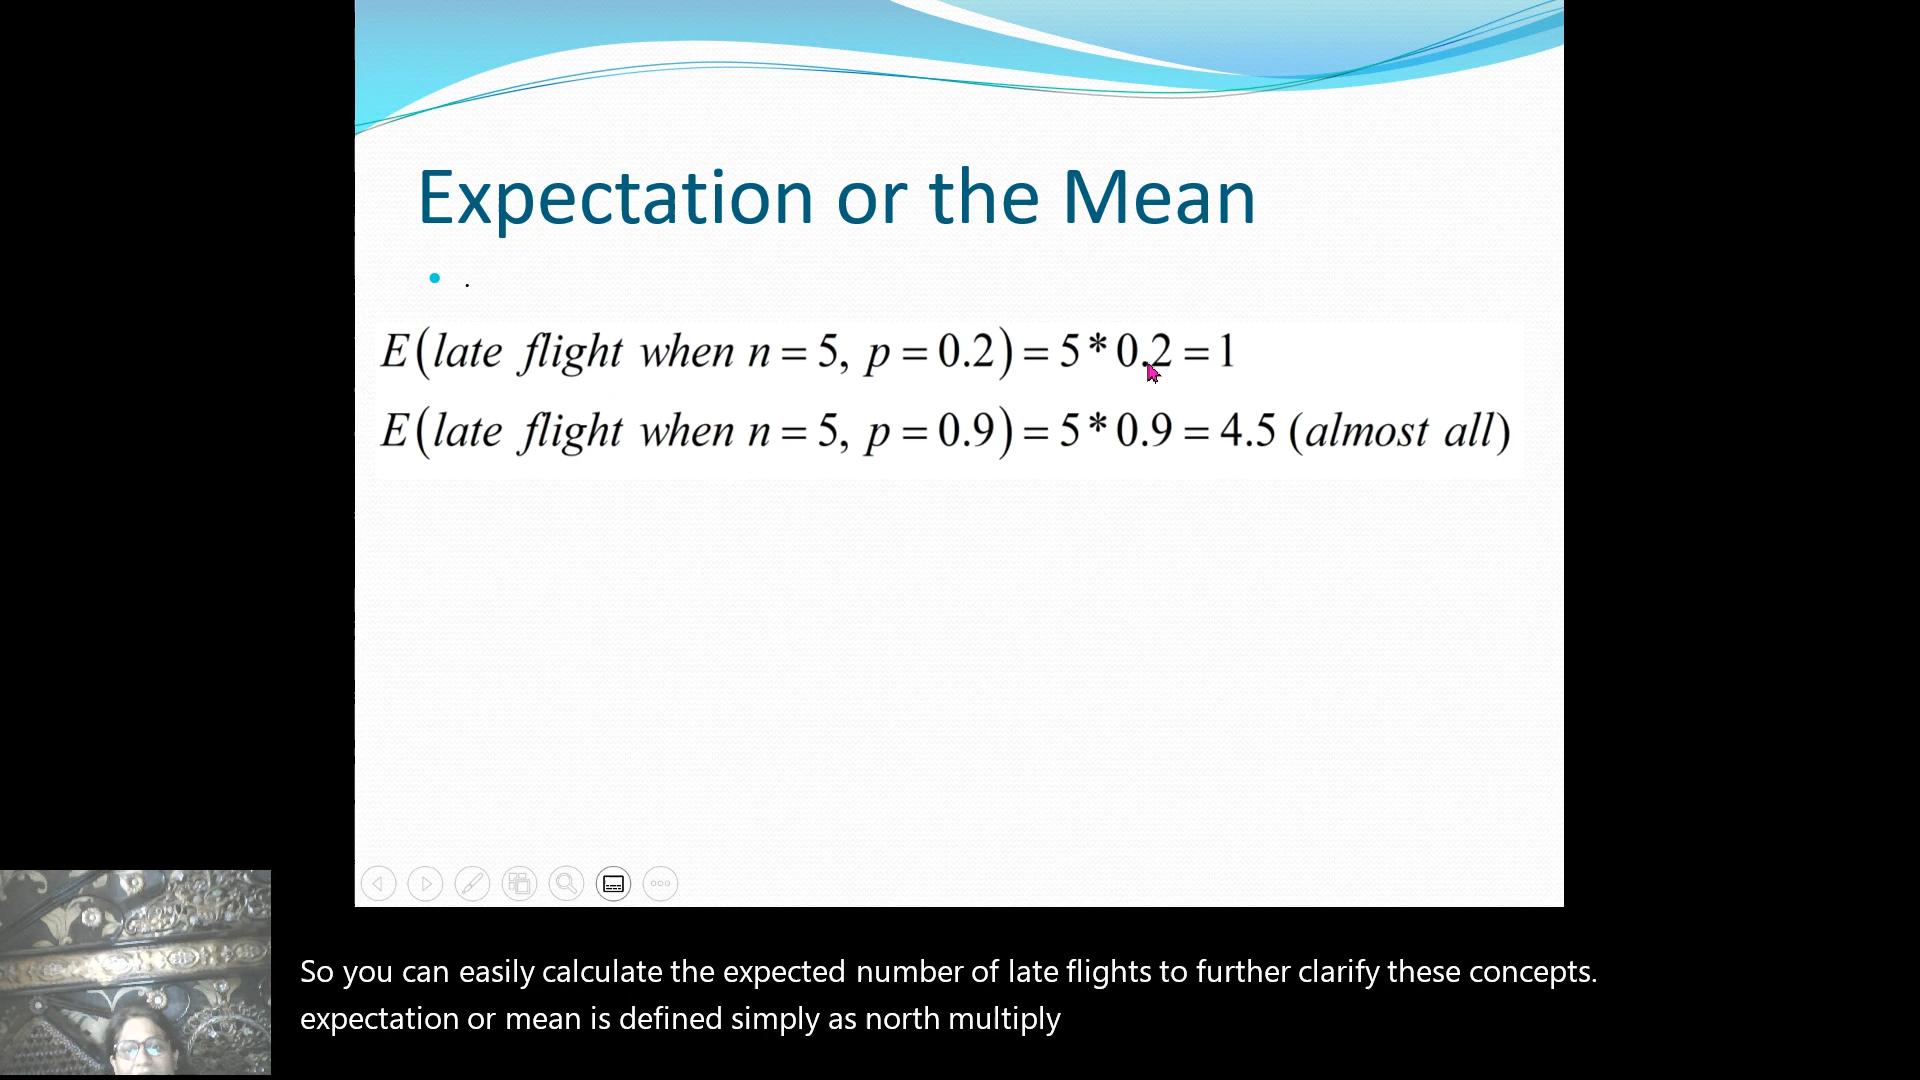 Expectation or the Mean
• .
E(late flight when n = 5, p = 0.2) = 5 * 0.2 = 1
E(late flight when n = 5, p = 0.9) = 5 * 0.9 = 4.5 (almost all)
So you can easily calculate the expected number of late flights to further clarify these concepts.
expectation or mean is defined simply as north multiply